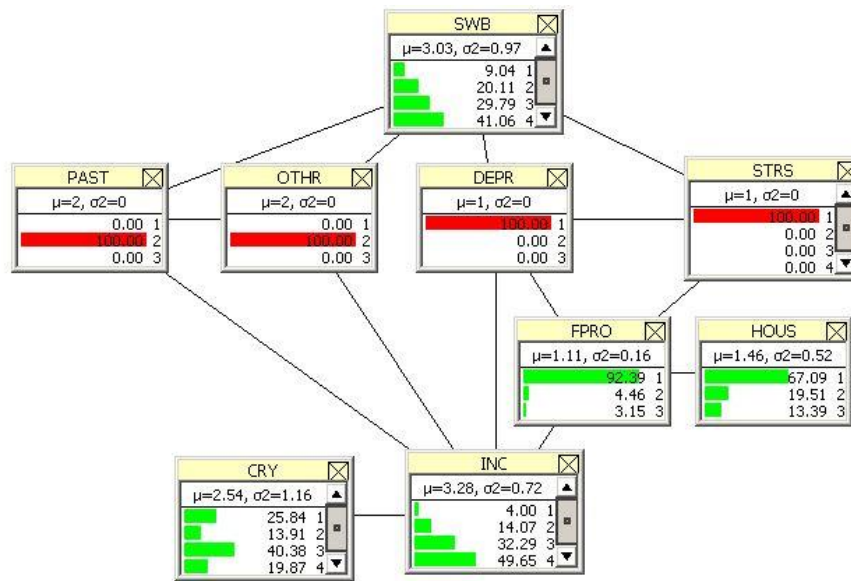 SWB
μ=3.03, σ2=0.97
9.04 1
20.11 2
29.79 3
41.06 4
PAST
μ=2, σ2=0
0.00 1
100.00 2
0.00 3
OTHR
μ=2, σ2=0
0.00 1
100.00 2
0.00 3
DEPR
μ=1, σ2=0
100.00 1
0.00 2
0.00 3
STRS
μ=1, σ2=0
100.00 1
0.00 2
0.00 3
0.00 4
FPRO
μ=1.11, σ2=0.16
92.39 1
4.46 2
3.15 3
HOUS
μ=1.46, σ2=0.52
67.09 1
19.51 2
13.39 3
CRY
μ=2.54, σ2=1.16
25.84 1
13.91 2
40.38 3
19.87 4
INC
μ=3.28, σ2=0.72
4.00 1
14.07 2
32.29 3
49.65 4